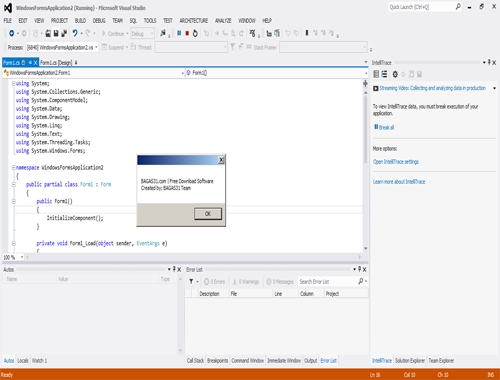 WindowsFormsApplication2 (Running) - Microsoft Visual Studio
Quick Launch (Ctrl+Q)
FILE EDIT VIEW PROJECT BUILD DEBUG TEAM SQL TOOLS TEST ARCHITECTURE ANALYZE WINDOW HELP
Continue Debug
Process: [6840] WindowsFormsApplication2.vs Suspend Thread: Stack Frame:
Form1.cs Form1.cs [Design]
WindowsFormsApplication2.Form1 Form1()
using System;
using System.Collections.Generic;
using System.ComponentModel;
using System.Data;
using System.Drawing;
using System.Linq;
using System.Text;
using System.Threading.Tasks;
using System.Windows.Forms;
namespace WindowsFormsApplication2
{
public partial class Form1 : Form
{
public Form1()
{
InitializeComponent();
}
private void Form1_Load(object sender, EventArgs e)
{
100 %
BAGAS31.com | Free Download Software
Created by: BAGAS31 Team
OK
IntelliTrace
Streaming Video: Collecting and analyzing data in production
To view IntelliTrace data, you must break execution of your
application.
Break all
More options:
Open IntelliTrace settings
Learn more about IntelliTrace
Autos
Name Value Type
Autos Locals Watch 1
Error List
0 Errors 0 Warnings 0 Messages Search Error List
Description File Line Column Project
Call Stack Breakpoints Command Window Immediate Window Output Error List
IntelliTrace Solution Explorer Team Explorer
Ready Ln 16 Col 10 Ch 10 INS